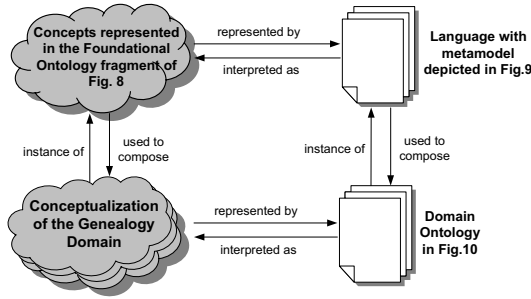 Concepts represented
in the Foundational
Ontology fragment of
Fig. 8
represented by
interpreted as
Language with
metamodel
depicted in Fig.9
instance of
used to
compose
instance of
used to
compose
Conceptualization
of the Genealogy
Domain
represented by
interpreted as
Domain
Ontology
in Fig.10